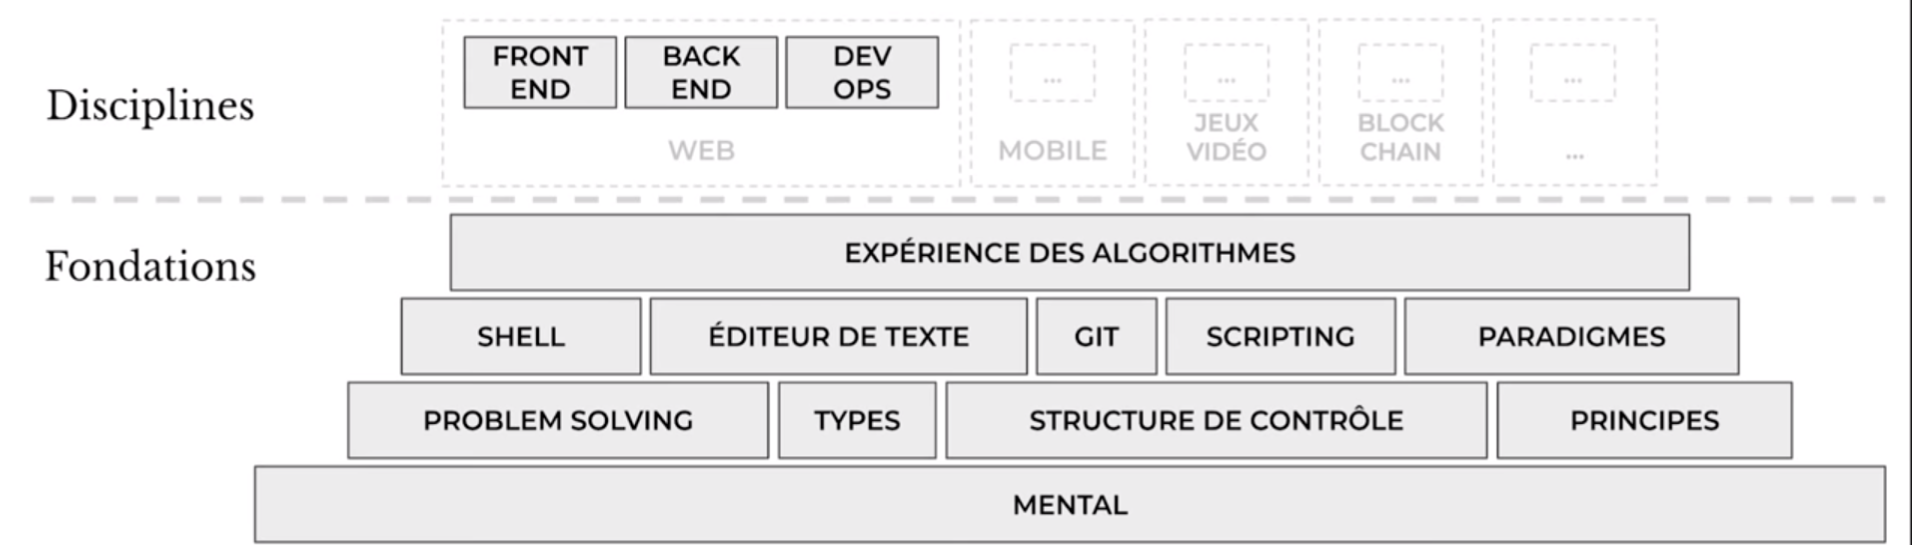 Disciplines
FRONT
END
BACK
END
DEV
OPS
WEB
...
MOBILE
...
JEUX
VIDÉO
...
BLOCK
CHAIN
...
...
Fondations
EXPÉRIENCE DES ALGORITHMES
SHELL
ÉDITEUR DE TEXTE
GIT
SCRIPTING
PARADIGMES
PROBLEM SOLVING
TYPES
STRUCTURE DE CONTRÔLE
PRINCIPES
MENTAL